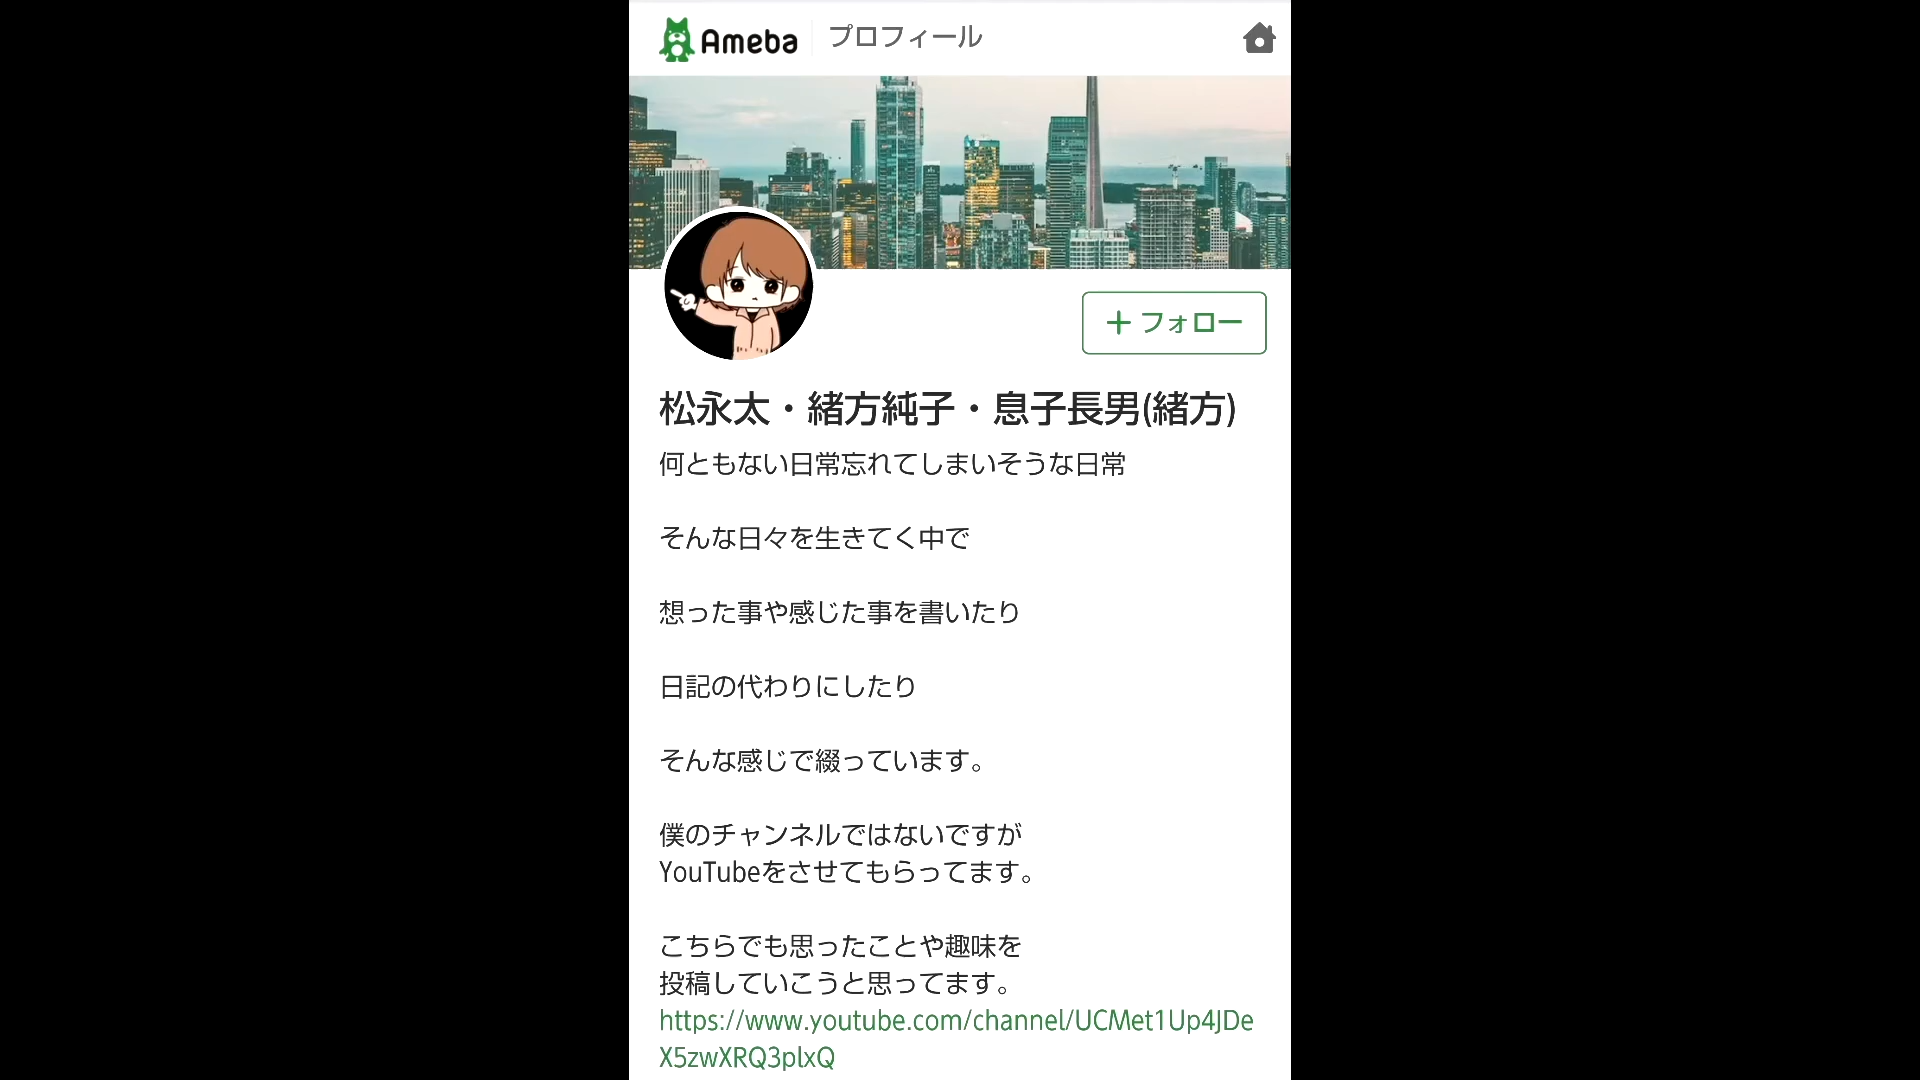 Ameba
プロフィール
+ フォロー
松永太・緒方純子・息子長男(緒方)
何ともない日常忘れてしまいそうな日常
そんな日々を生きてく中で
想った事や感じた事を書いたり
日記の代わりにしたり
そんな感じで綴っています。
僕のチャンネルではないですが
YouTubeをさせてもらってます。
こちらでも思ったことや趣味を
投稿していこうと思ってます。
https://www.youtube.com/channel/UCMet1Up4JDe
X5zwXRQ3plxQ